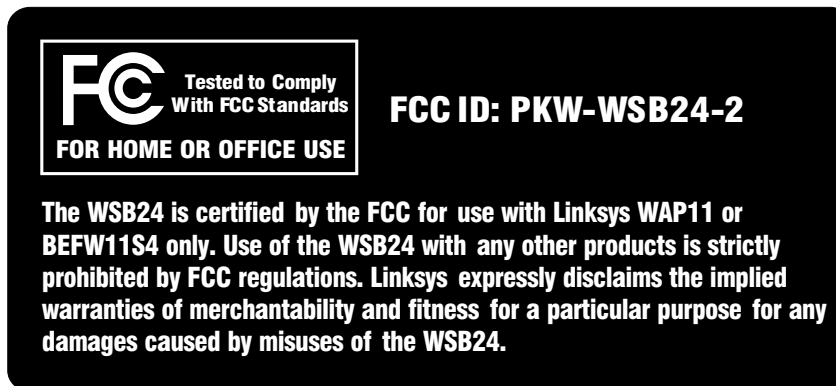 FCC Tested to Comply
With FCC Standards
FOR HOME OR OFFICE USE
FCC ID: PKW-WSB24-2
The WSB24 is certified by the FCC for use with Linksys WAP11 or
BEFW11S4 only. Use of the WSB24 with any other products is strictly
prohibited by FCC regulations. Linksys expressly disclaims the implied
warranties of merchantability and fitness for a particular purpose for any
damages caused by misuses of the WSB24.